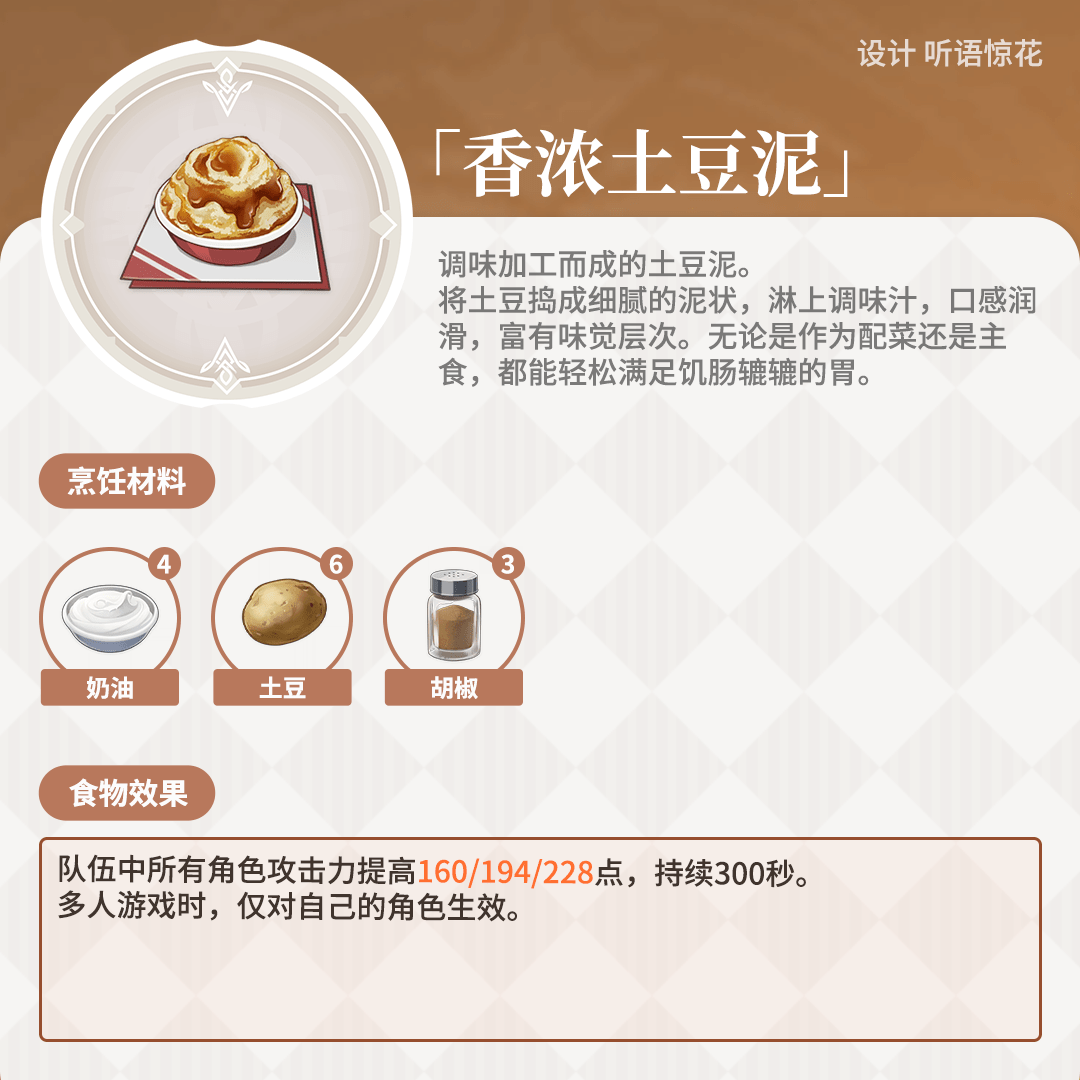 设计 听语惊花
「香浓土豆泥」
调味加工而成的土豆泥。
将土豆捣成细腻的泥状，淋上调味汁，口感润
滑，富有味觉层次。无论是作为配菜还是主
食，都能轻松满足饥肠辘辘的胃。
烹饪材料
4
6
3
奶油
土豆
胡椒
食物效果
队伍中所有角色攻击力提高160/194/228点，持续300秒。
多人游戏时，仅对自己的角色生效。